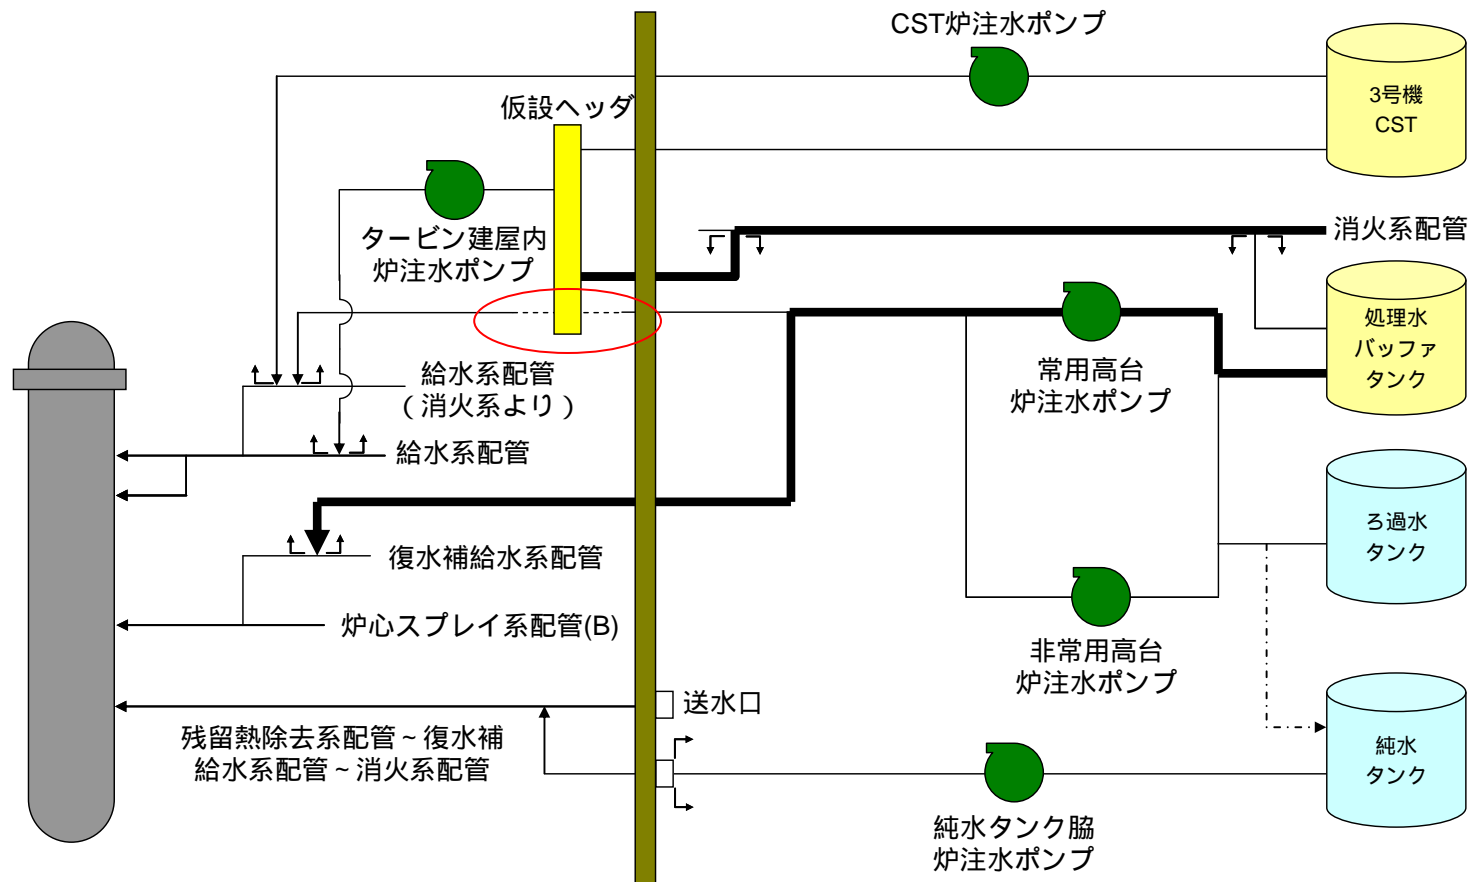 CST炉注水ポンプ
3号機
CST
仮設ヘッダ
タービン建屋内
炉注水ポンプ
消火系配管
処理水
バッファ
タンク
常用高台
炉注水ポンプ
給水系配管
（消火系より）
給水系配管
ろ過水
タンク
復水補給水系配管
炉心スプレイ系配管(B)
非常用高台
炉注水ポンプ
送水口
残留熱除去系配管～復水補
給水系配管～消火系配管
純水
タンク
純水タンク脇
炉注水ポンプ